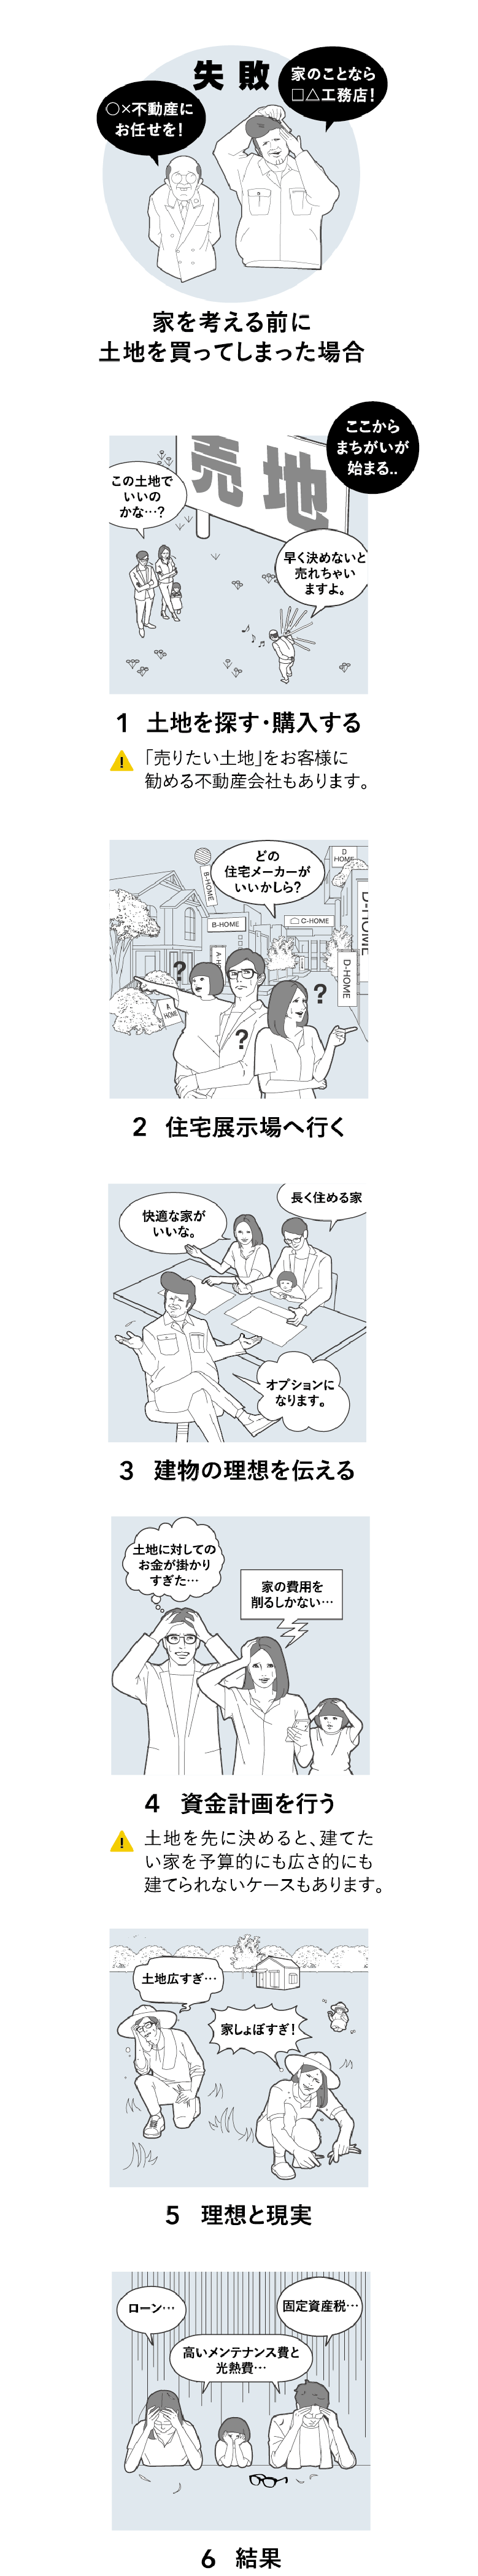 失敗
○×不動産に
お任せを！
家のことなら
□△工務店！
家を考える前に
土地を買ってしまった場合
ここから
まちがいが
始まる..
売地
この土地で
いいの
かな…？
早く決めないと
売れちゃい
ますよ。
1 土地を探す・購入する
!
「売りたい土地」をお客様に
勧める不動産会社もあります。
どの
住宅メーカーが
いいかしら？
D
HOME
B-HOME
B-HOME
C-HOME
D-HOME
D-HOME
A
HOME
?
?
?
2 住宅展示場へ行く
快適な家が
いいな。
長く住める家
オプションに
なります。
3 建物の理想を伝える
土地に対しての
お金が掛かり
すぎた…
家の費用を
削るしかない…
4 資金計画を行う
!
土地を先に決めると、建てた
い家を予算的にも広さ的にも
建てられないケースもあります。
土地広すぎ…
家しょぼすぎ！
5 理想と現実
ローン…
固定資産税…
高いメンテナンス費と
光熱費…
6 結果